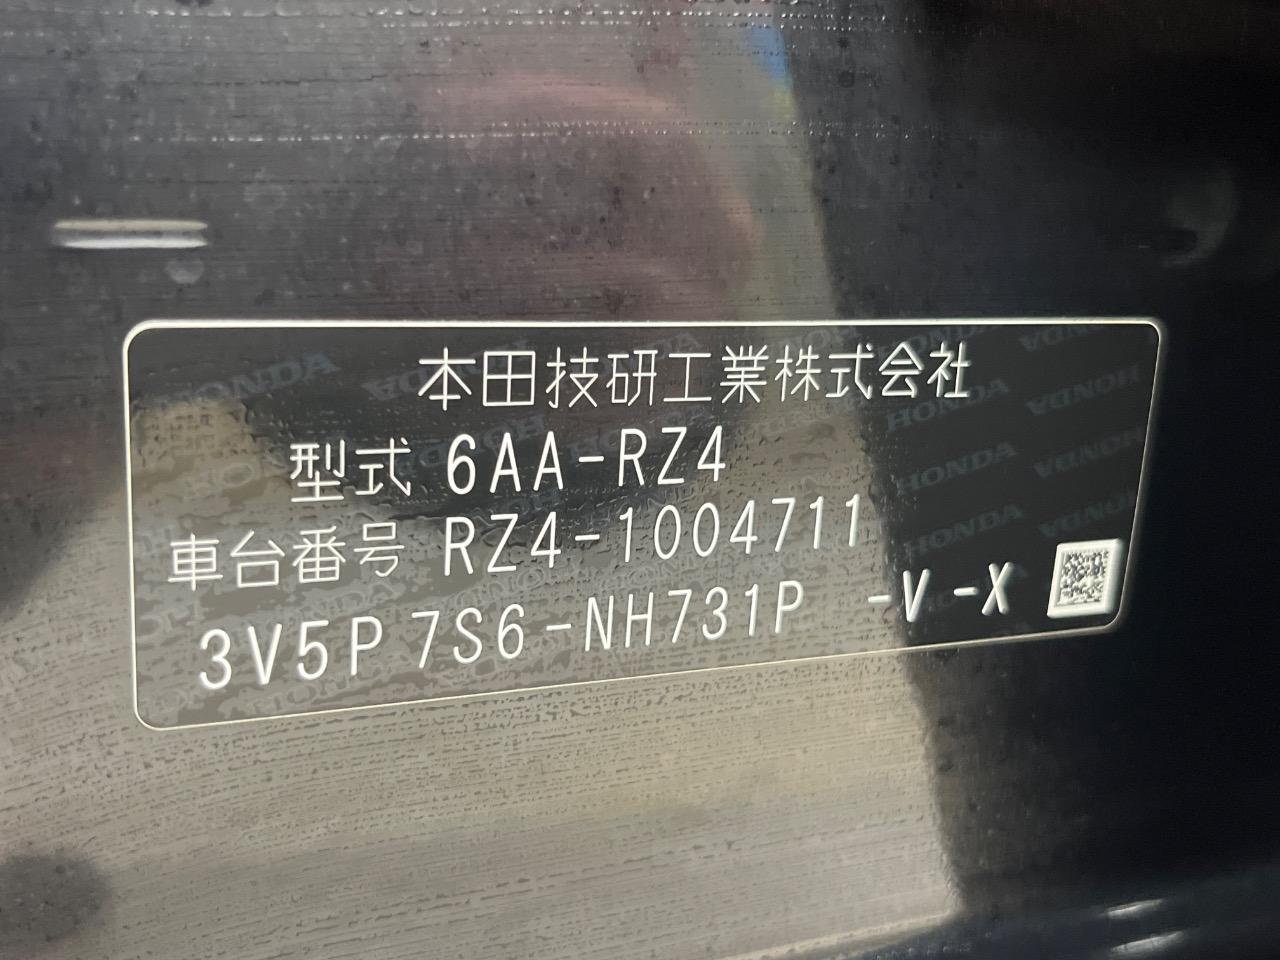 本田技研工業株式会社
型式 6AA-RZ4
車台番号 RZ4-1004711
3V5P 7S6-NH731P -V-X